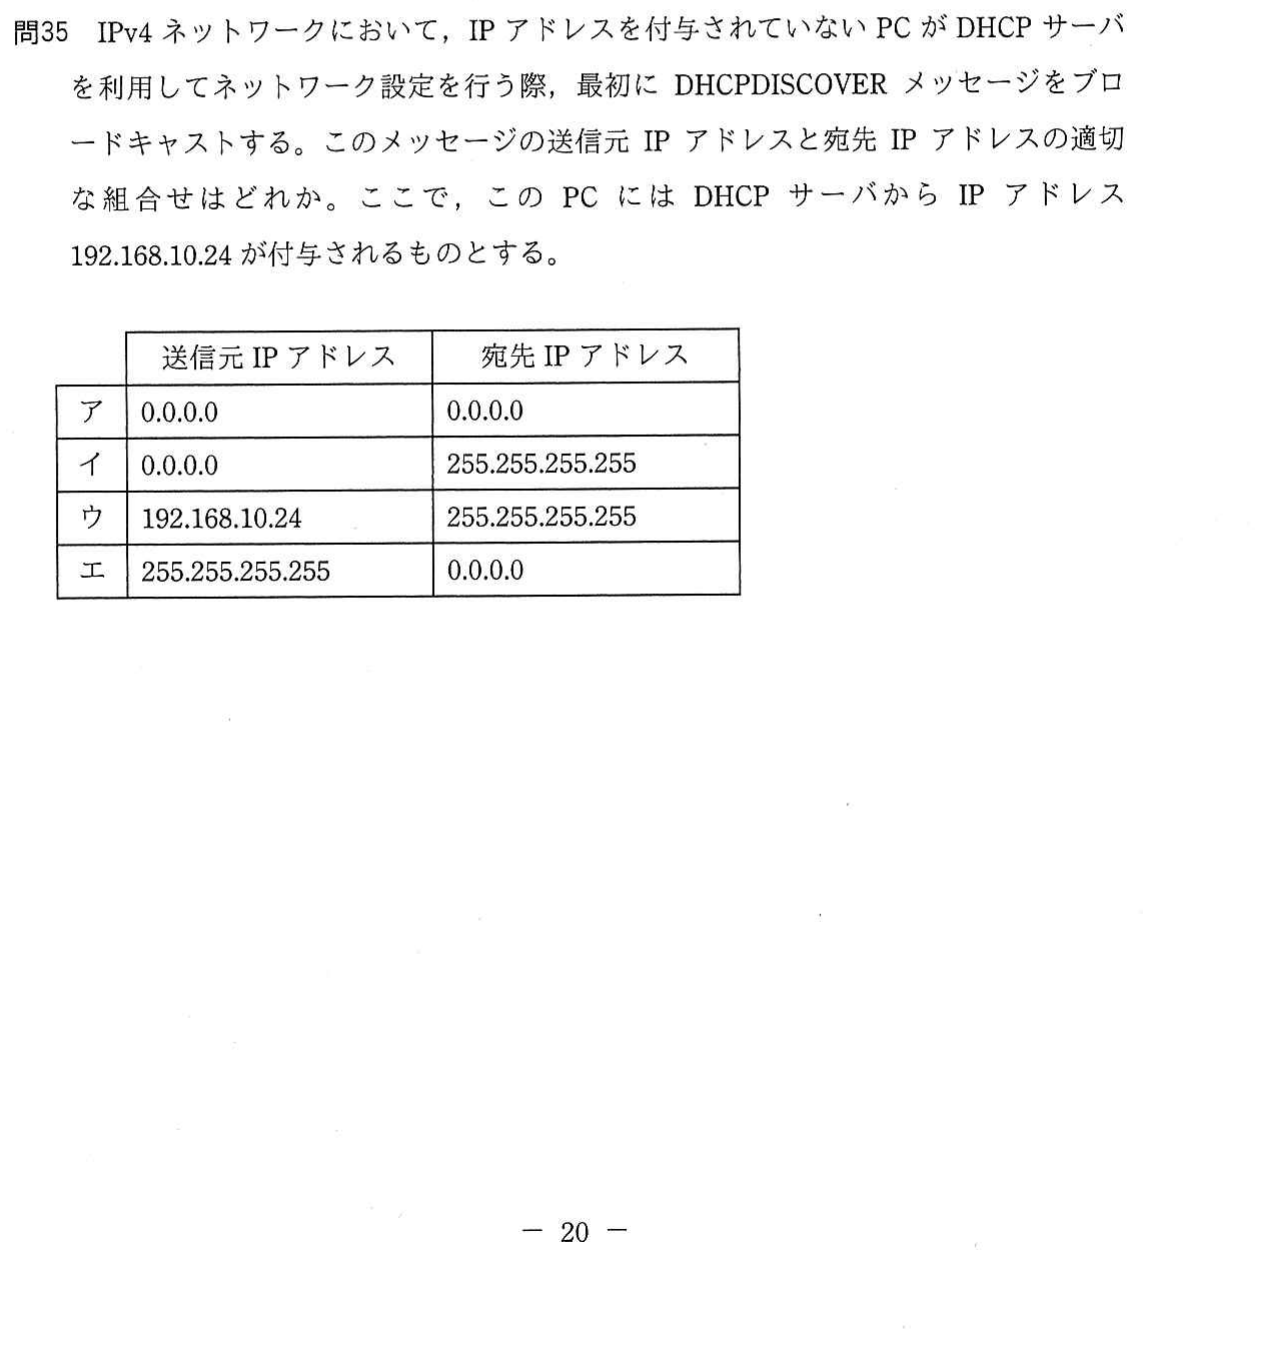 問35 IPv4 ネットワークにおいて，IP アドレスを付与されていない PC が DHCP サーバ
を利用してネットワーク設定を行う際，最初に DHCPDISCOVER メッセージをブロ
ードキャストする。このメッセージの送信元 IP アドレスと宛先 IP アドレスの適切
な組合せはどれか。ここで，この PC には DHCP サーバから IP アドレス
192.168.10.24 が付与されるものとする。
送信元 IP アドレス 宛先 IP アドレス
ア 0.0.0.0 0.0.0.0
イ 0.0.0.0 255.255.255.255
ウ 192.168.10.24 255.255.255.255
エ 255.255.255.255 0.0.0.0
－ 20 －